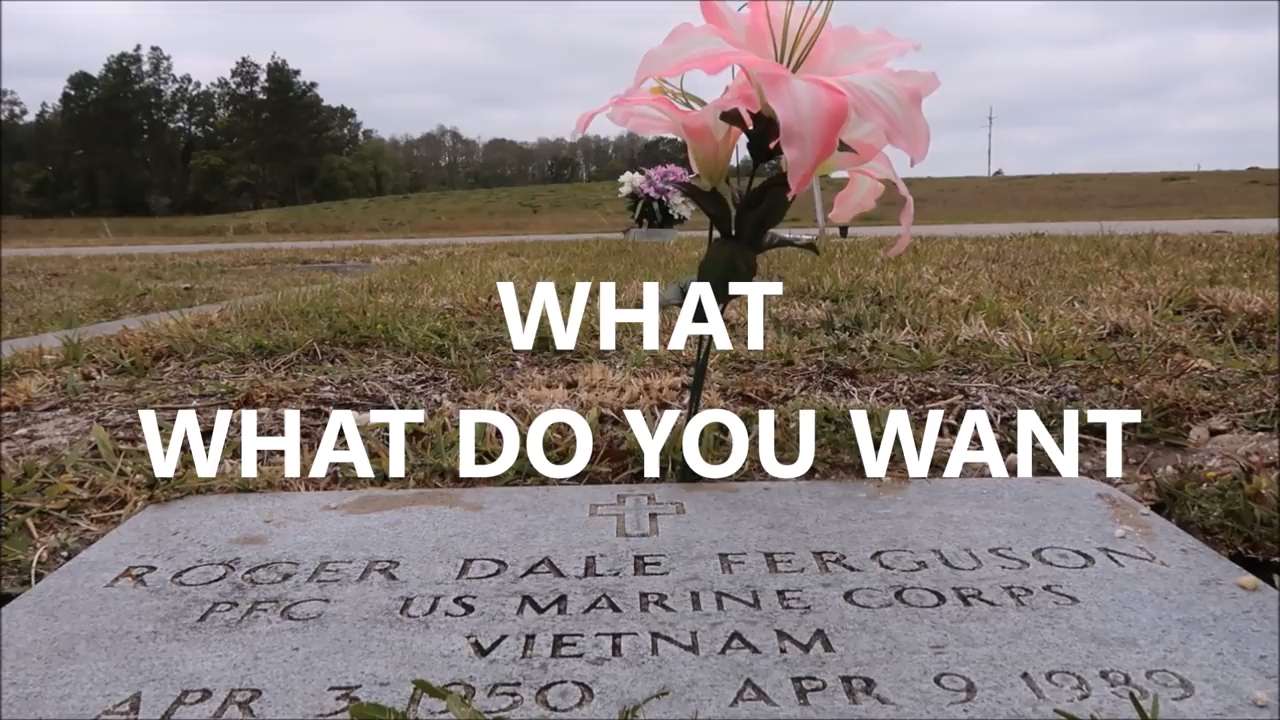 WHAT
WHAT DO YOU WANT
ROGER DALE FERGUSON
PFC US MARINE CORPS
VIETNAM
APR 3 1950 APR 9 1989